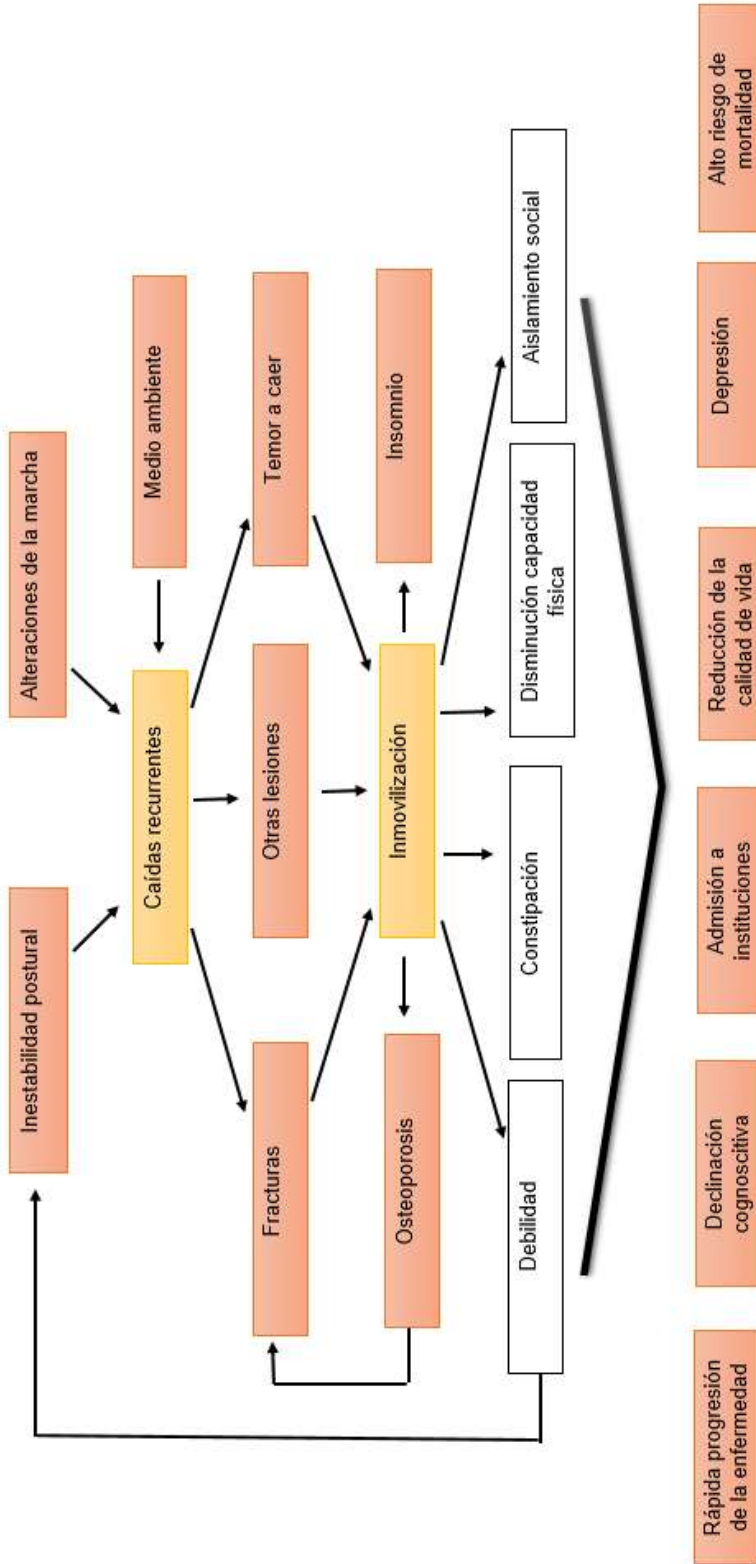 Inestabilidad postural
Alteraciones de la marcha
Caídas recurrentes
Medio ambiente
Fracturas
Otras lesiones
Temor a caer
Osteoporosis
Inmovilización
Insomnio
Debilidad
Constipación
Disminución capacidad
física
Aislamiento social
Rápida progresión
de la enfermedad
Declinación
cognoscitiva
Admisión a
instituciones
Reducción de la
calidad de vida
Depresión
Alto riesgo de
mortalidad